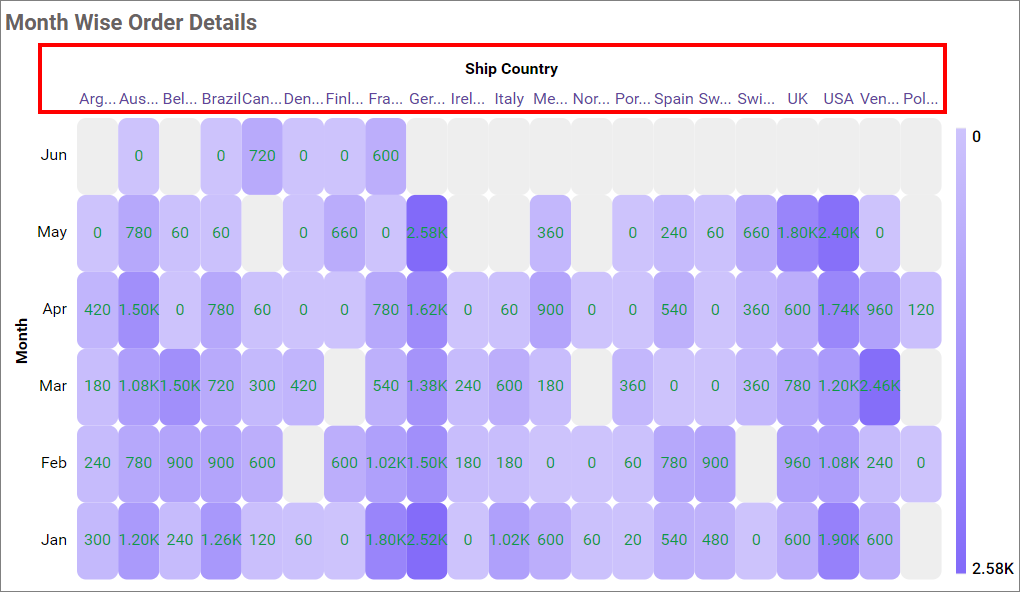 Month Wise Order Details
Ship Country
Arg... Aus... Bel... Brazil Can... Den... Finl... Fra... Ger... Irel... Italy Me... Nor... Por... Spain Sw... Swi... UK USA Ven... Pol...
0
Jun 0 0 720 0 0 600
May 0 780 60 60 0 660 0 2.58K 360 0 240 60 660 1.80K 2.40K 0
Apr 420 1.50K 0 780 60 0 0 780 1.62K 0 60 900 0 0 540 0 360 600 1.74K 960 120
Month
Mar 180 1.08K 1.50K 720 300 420 540 1.38K 240 600 180 360 0 0 360 780 1.20K 2.46K
Feb 240 780 900 900 600 600 1.02K 1.50K 180 180 0 0 60 780 900 960 1.08K 240 0
Jan 300 1.20K 240 1.26K 120 60 0 1.80K 2.52K 0 1.02K 600 60 20 540 480 0 600 1.90K 600
2.58K